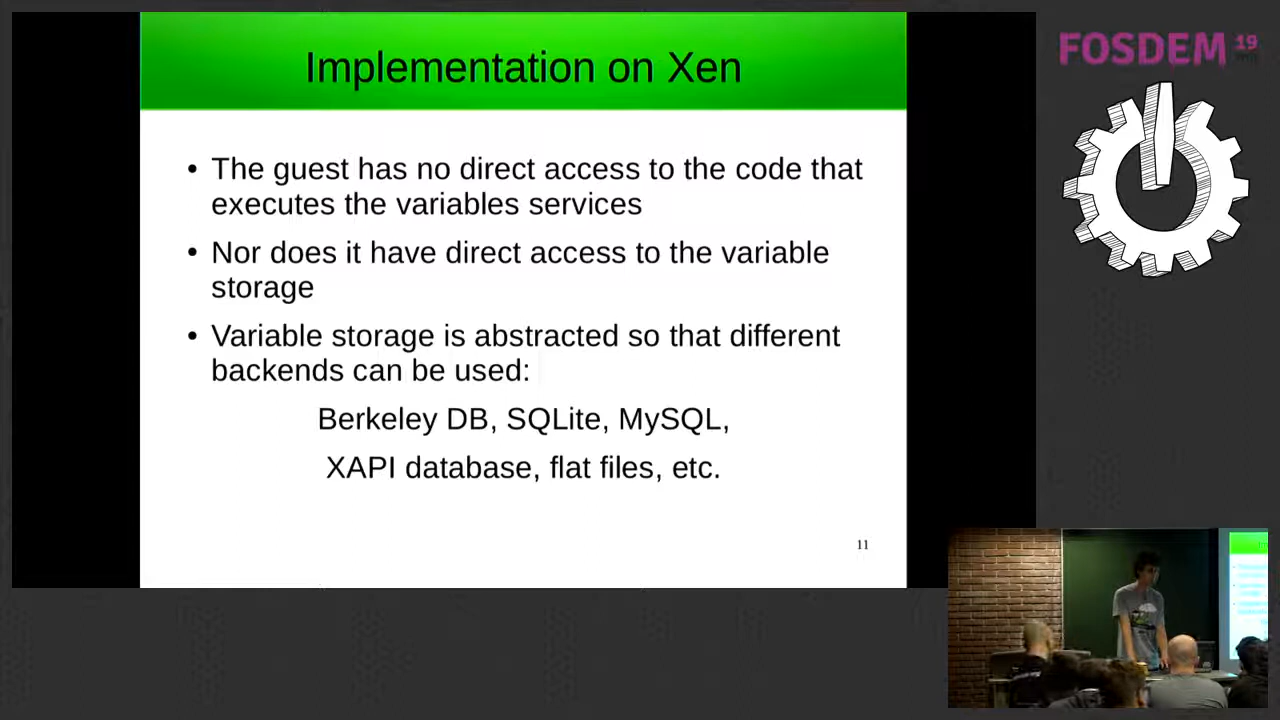 Implementation on Xen
• The guest has no direct access to the code that
executes the variables services
• Nor does it have direct access to the variable
storage
• Variable storage is abstracted so that different
backends can be used:
Berkeley DB, SQLite, MySQL,
XAPI database, flat files, etc.
11
FOSDEM 19